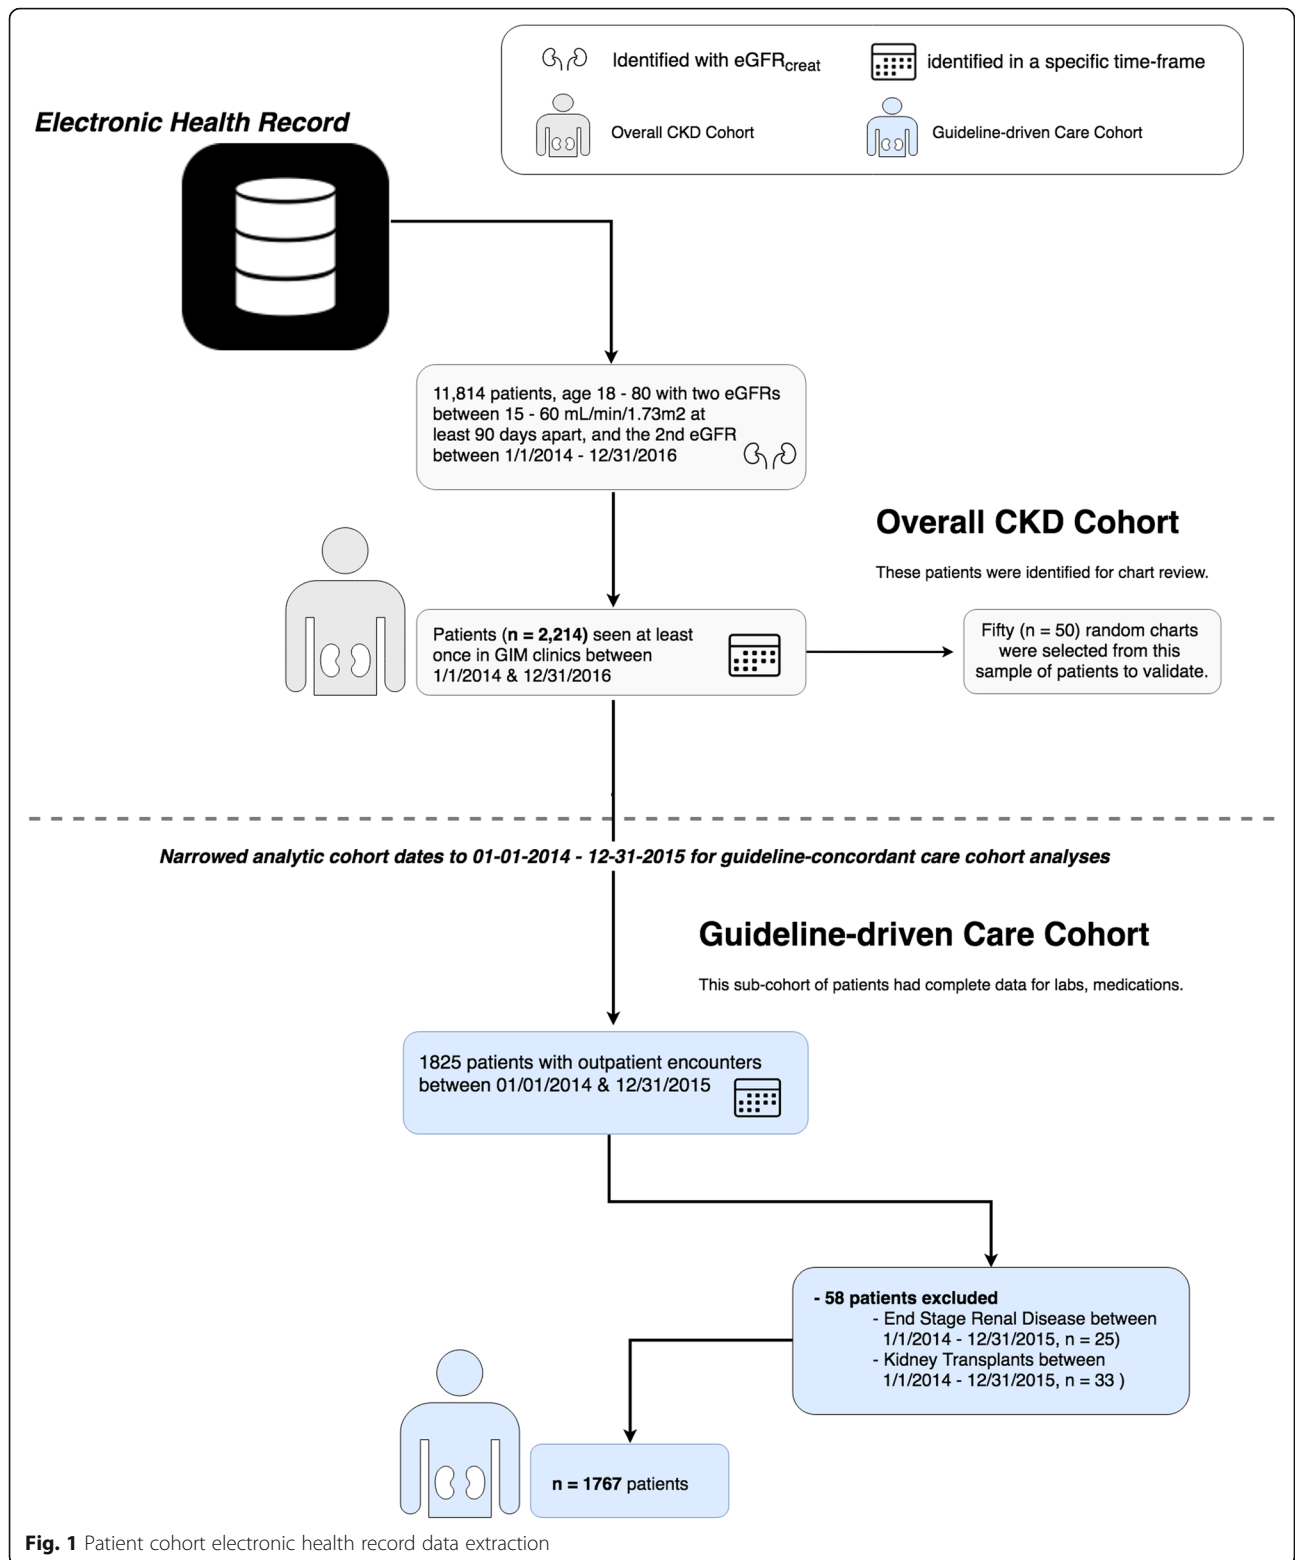 Identified with eGFRcreat
identified in a specific time-frame
Overall CKD Cohort
Guideline-driven Care Cohort
Electronic Health Record
11,814 patients, age 18 - 80 with two eGFRs
between 15 - 60 mL/min/1.73m2 at
least 90 days apart, and the 2nd eGFR
between 1/1/2014 - 12/31/2016
Overall CKD Cohort
These patients were identified for chart review.
Patients (n = 2,214) seen at least
once in GIM clinics between
1/1/2014 & 12/31/2016
Fifty (n = 50) random charts
were selected from this
sample of patients to validate.
Narrowed analytic cohort dates to 01-01-2014 - 12-31-2015 for guideline-concordant care cohort analyses
Guideline-driven Care Cohort
This sub-cohort of patients had complete data for labs, medications.
1825 patients with outpatient encounters
between 01/01/2014 & 12/31/2015
- 58 patients excluded
- End Stage Renal Disease between
1/1/2014 - 12/31/2015, n = 25)
- Kidney Transplants between
1/1/2014 - 12/31/2015, n = 33 )
n = 1767 patients
Fig. 1 Patient cohort electronic health record data extraction